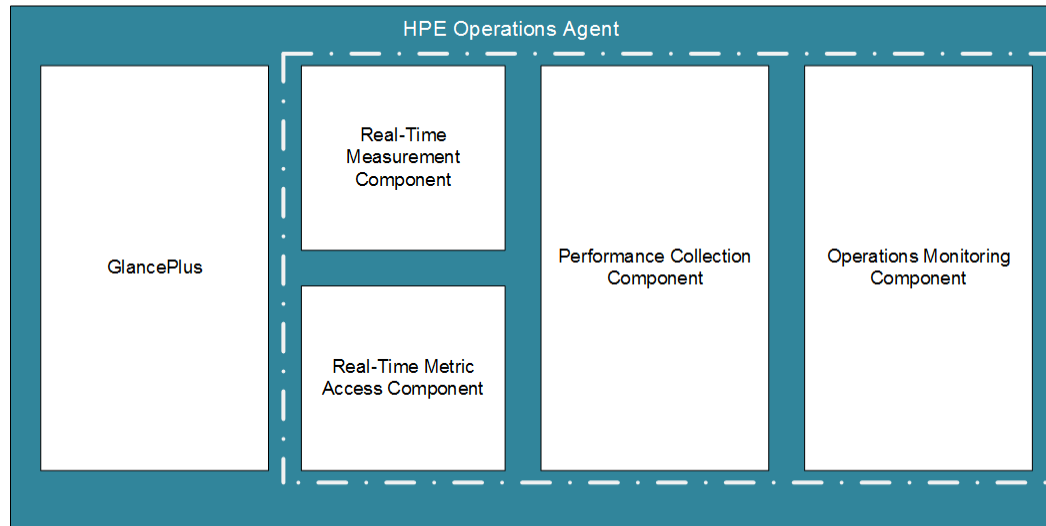 HPE Operations Agent
GlancePlus
Real-Time
Measurement
Component
Real-Time Metric
Access Component
Performance Collection
Component
Operations Monitoring
Component